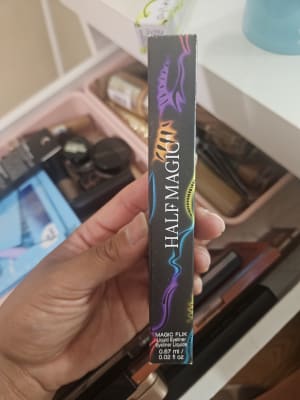 HALF MAGIC
MAGIC FLIK
Liquid Eyeliner
Eyeliner Liquide
0.67 ml /
0.02 fl oz